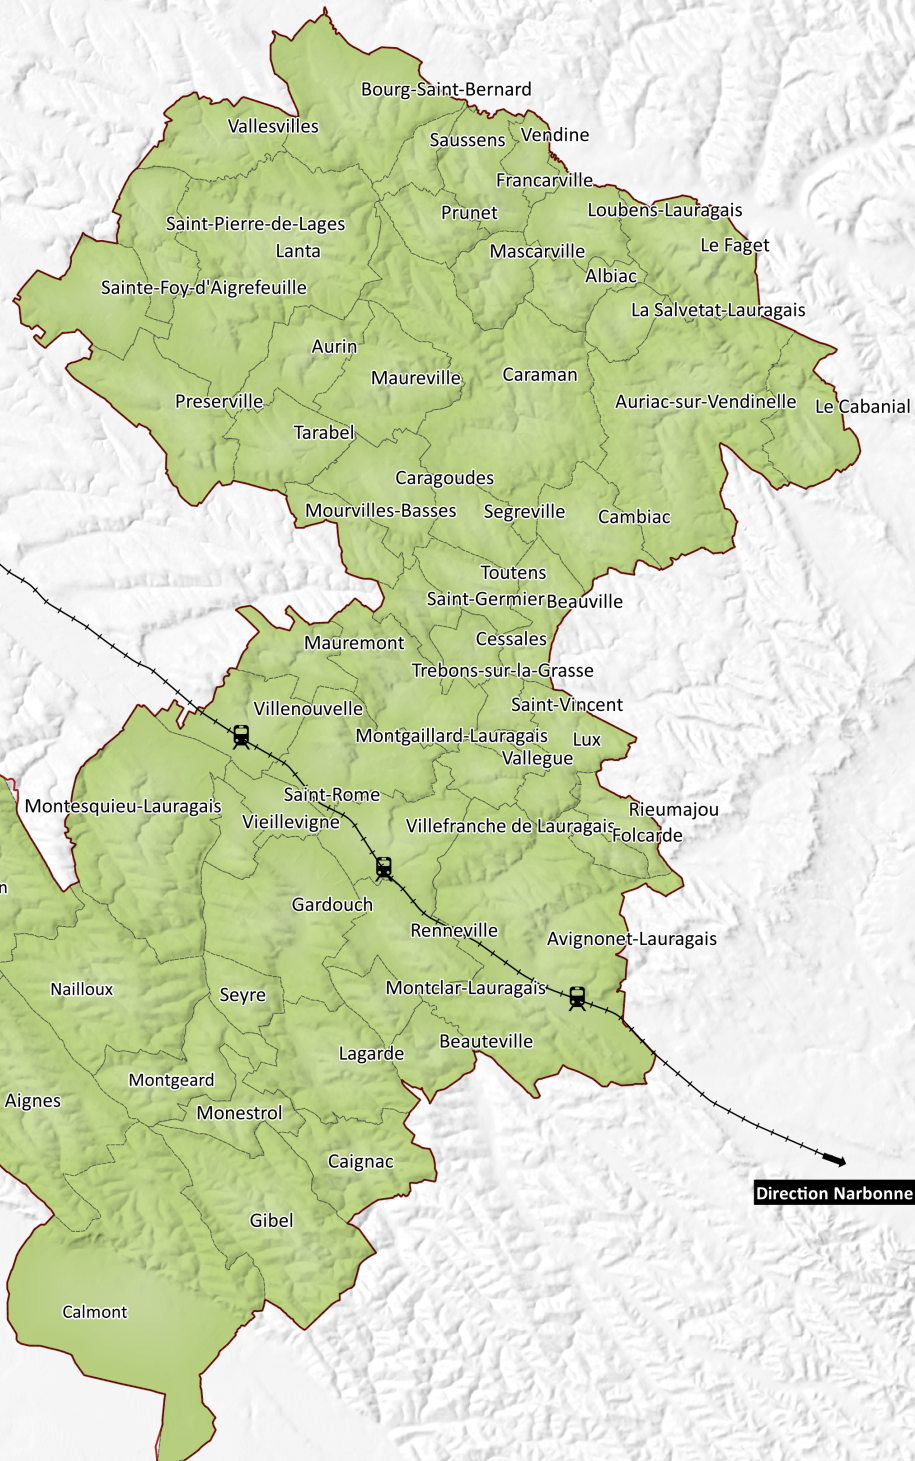 Bourg-Saint-Bernard
Vallesvilles
Saussens
Vendine
Francarville
Loubens-Lauragais
Prunet
Saint-Pierre-de-Lages
Lanta
Mascarville
Le Faget
Albiac
Sainte-Foy-d'Aigrefeuille
La Salvetat-Lauragais
Aurin
Maureville
Caraman
Preserville
Auriac-sur-Vendinelle
Le Cabanial
Tarabel
Caragoudes
Mourvilles-Basses
Segreville
Cambiac
Toutens
Saint-Germier
Beauville
Mauremont
Cessales
Trebons-sur-la-Grasse
Villenouvelle
Saint-Vincent
Montgaillard-Lauragais
Lux
Vallegue
Saint-Rome
Montesquieu-Lauragais
Vieillevigne
Villefranche de Lauragais
Rieumajou
Folcarde
n
Gardouch
Renneville
Avignonet-Lauragais
Nailloux
Seyre
Montclar-Lauragais
Lagarde
Beauteville
Montgeard
Aignes
Monestrol
Caignac
Direction Narbonne
Gibel
Calmont